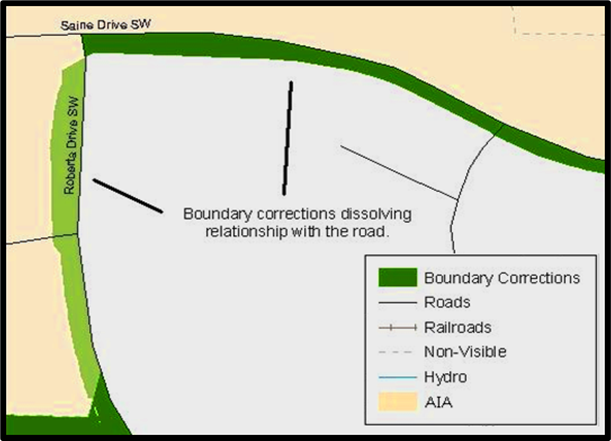 Saine Drive SW
Roberta Drive SW
Boundary corrections dissolving
relationship with the road.
Boundary Corrections
Roads
Railroads
Non-Visible
Hydro
AIA